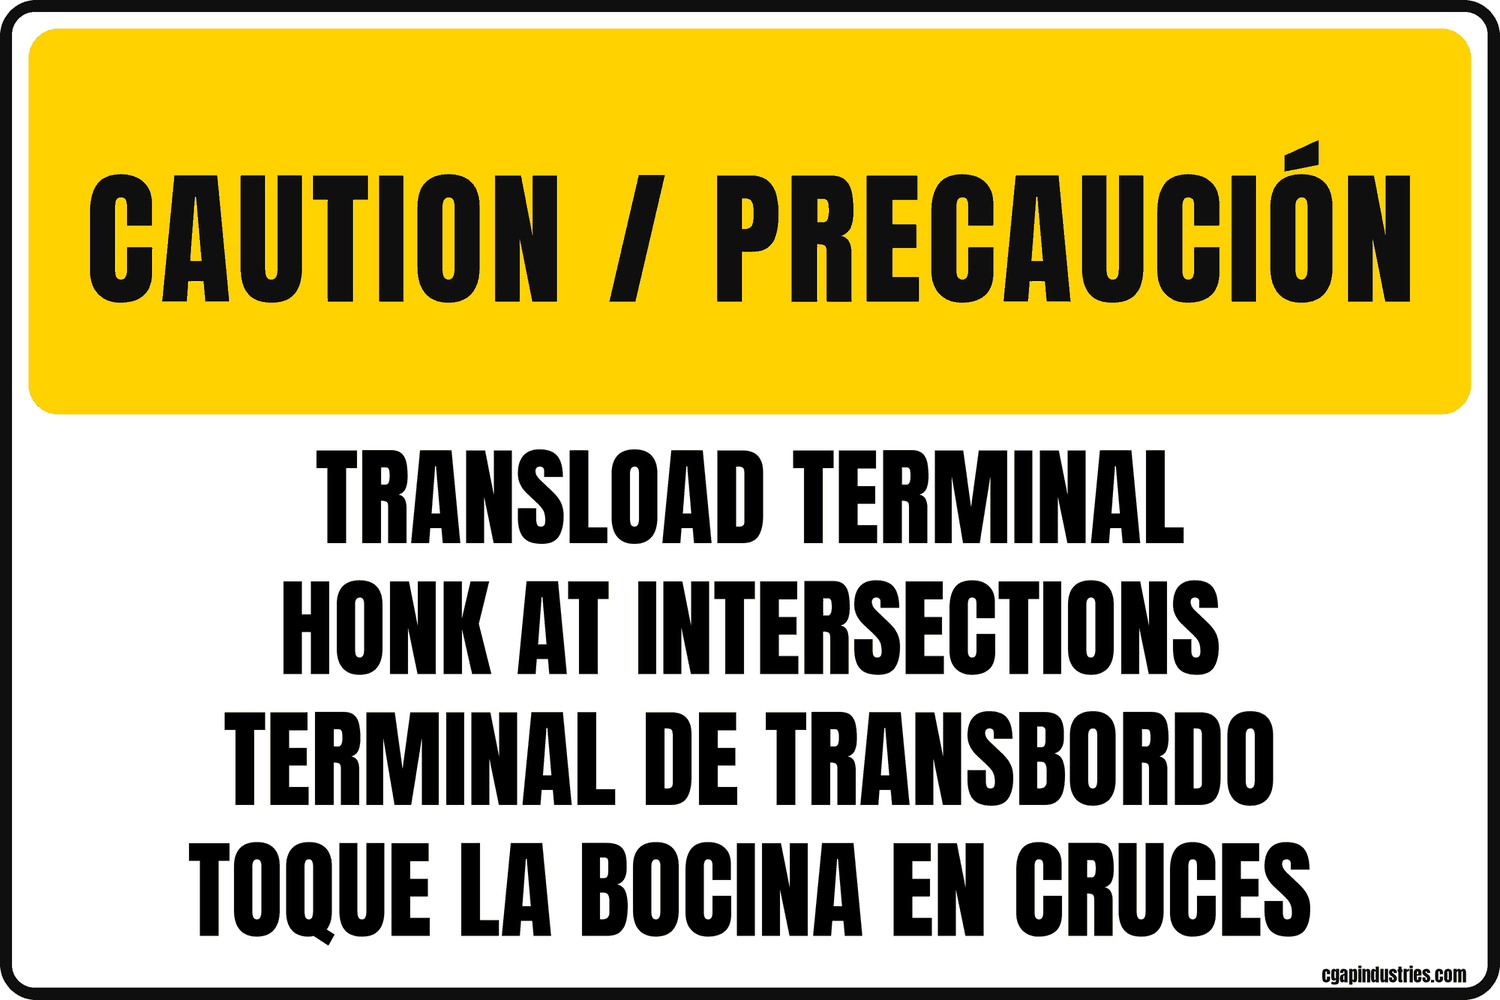 CAUTION / PRECAUCIÓN
TRANSLOAD TERMINAL
HONK AT INTERSECTIONS
TERMINAL DE TRANSBORDO
TOQUE LA BOCINA EN CRUCES
cgapindustries.com